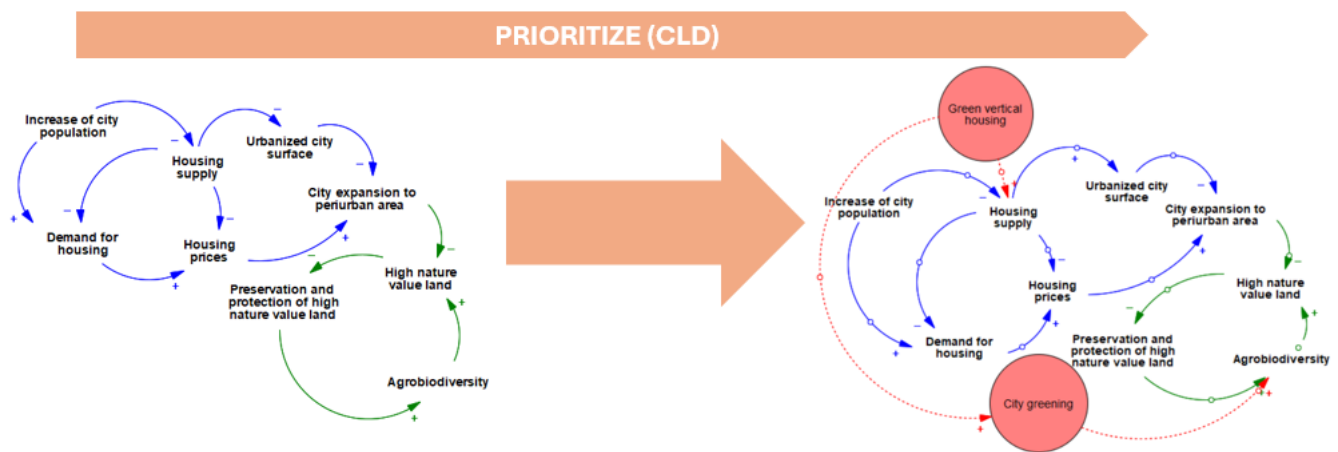 PRIORITIZE (CLD)
Increase of city
population
Housing
supply
Urbanized city
surface
City expansion to
periurban area
Demand for
housing
Housing
prices
High nature
value land
Preservation and
protection of high
nature value land
Agrobiodiversity
Green vertical
housing
Increase of city
population
Housing
supply
Urbanized city
surface
City expansion to
periurban area
Housing
prices
High nature
value land
Demand for
housing
Preservation and
protection of high
nature value land
Agrobiodiversity
City greening